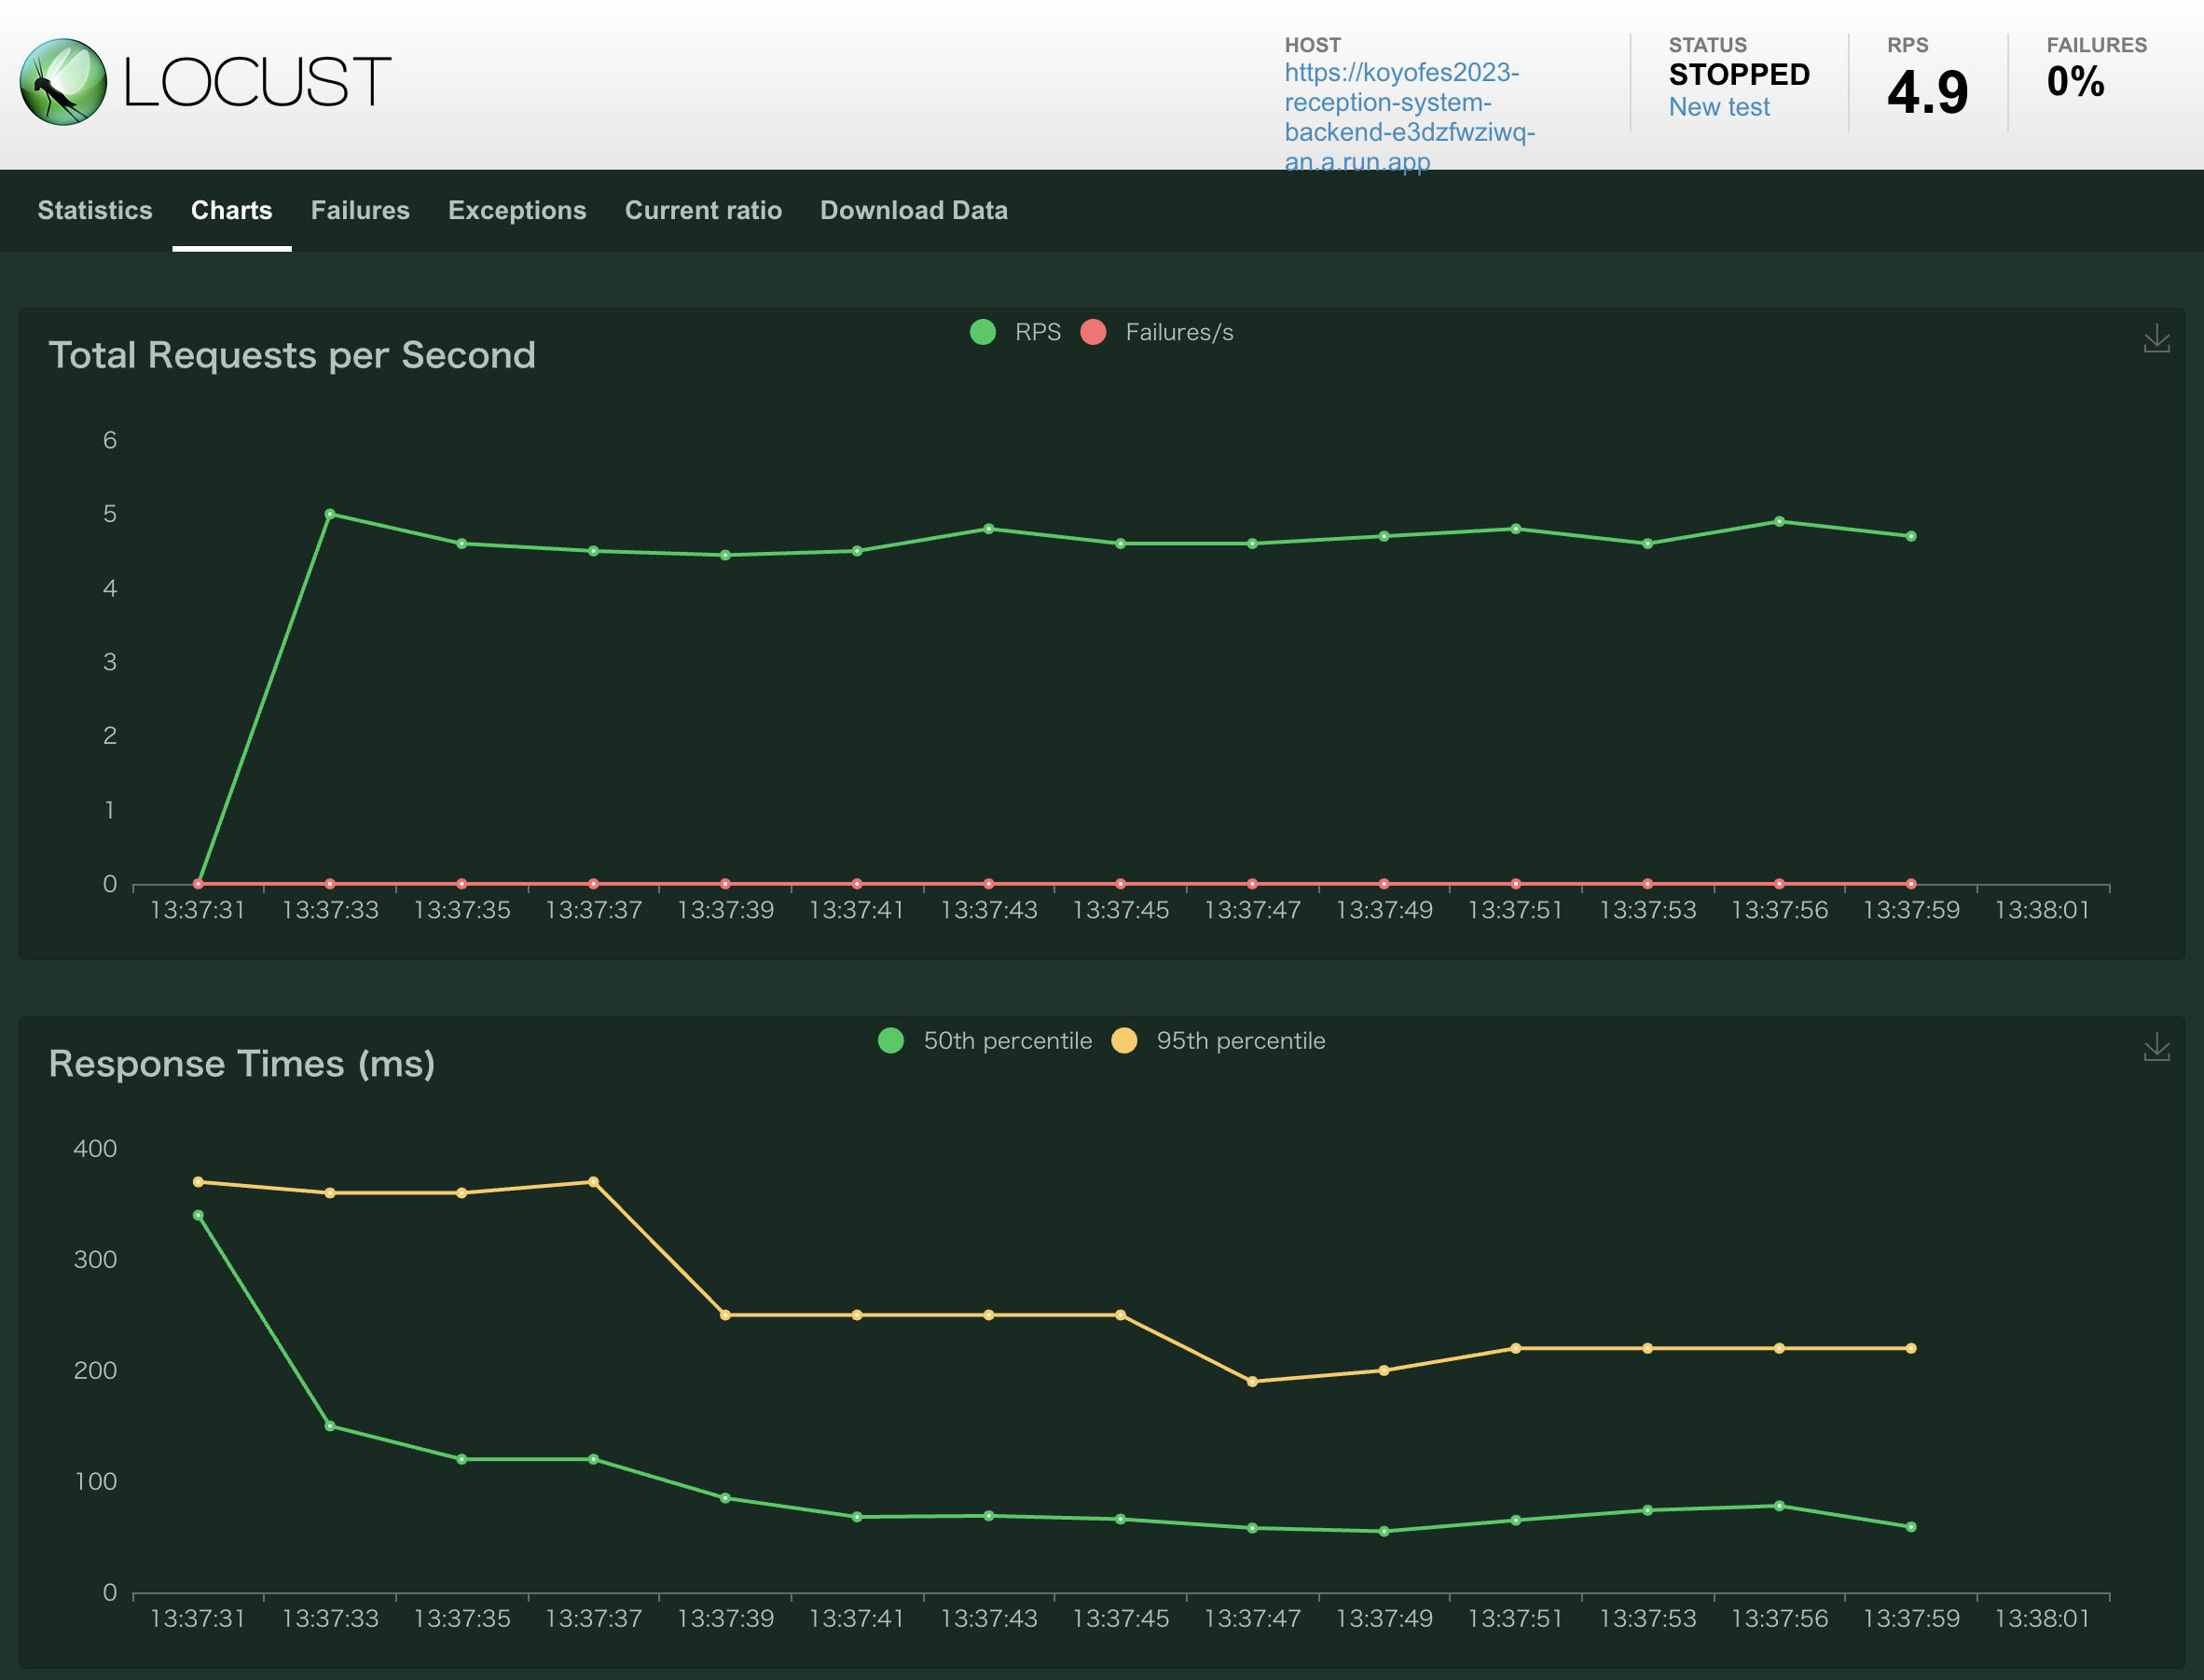 LOCUST
HOST
https://koyofes2023-
reception-system-
backend-e3dzfwziwq-
an.a.run.app
STATUS
STOPPED
New test
RPS
4.9
FAILURES
0%
Statistics Charts Failures Exceptions Current ratio Download Data
Total Requests per Second
RPS Failures/s
6
5
4
3
2
1
0
13:37:31 13:37:33 13:37:35 13:37:37 13:37:39 13:37:41 13:37:43 13:37:45 13:37:47 13:37:49 13:37:51 13:37:53 13:37:56 13:37:59 13:38:01
Response Times (ms)
50th percentile 95th percentile
400
300
200
100
0
13:37:31 13:37:33 13:37:35 13:37:37 13:37:39 13:37:41 13:37:43 13:37:45 13:37:47 13:37:49 13:37:51 13:37:53 13:37:56 13:37:59 13:38:01